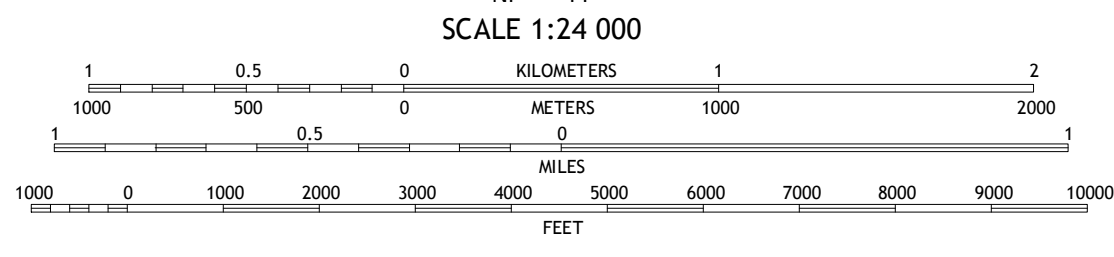 SCALE 1:24 000
1 0.5 0 KILOMETERS 1 2
1000 500 0 METERS 1000 2000
1 0.5 0 1
MILES
1000 0 1000 2000 3000 4000 5000 6000 7000 8000 9000 10000
FEET